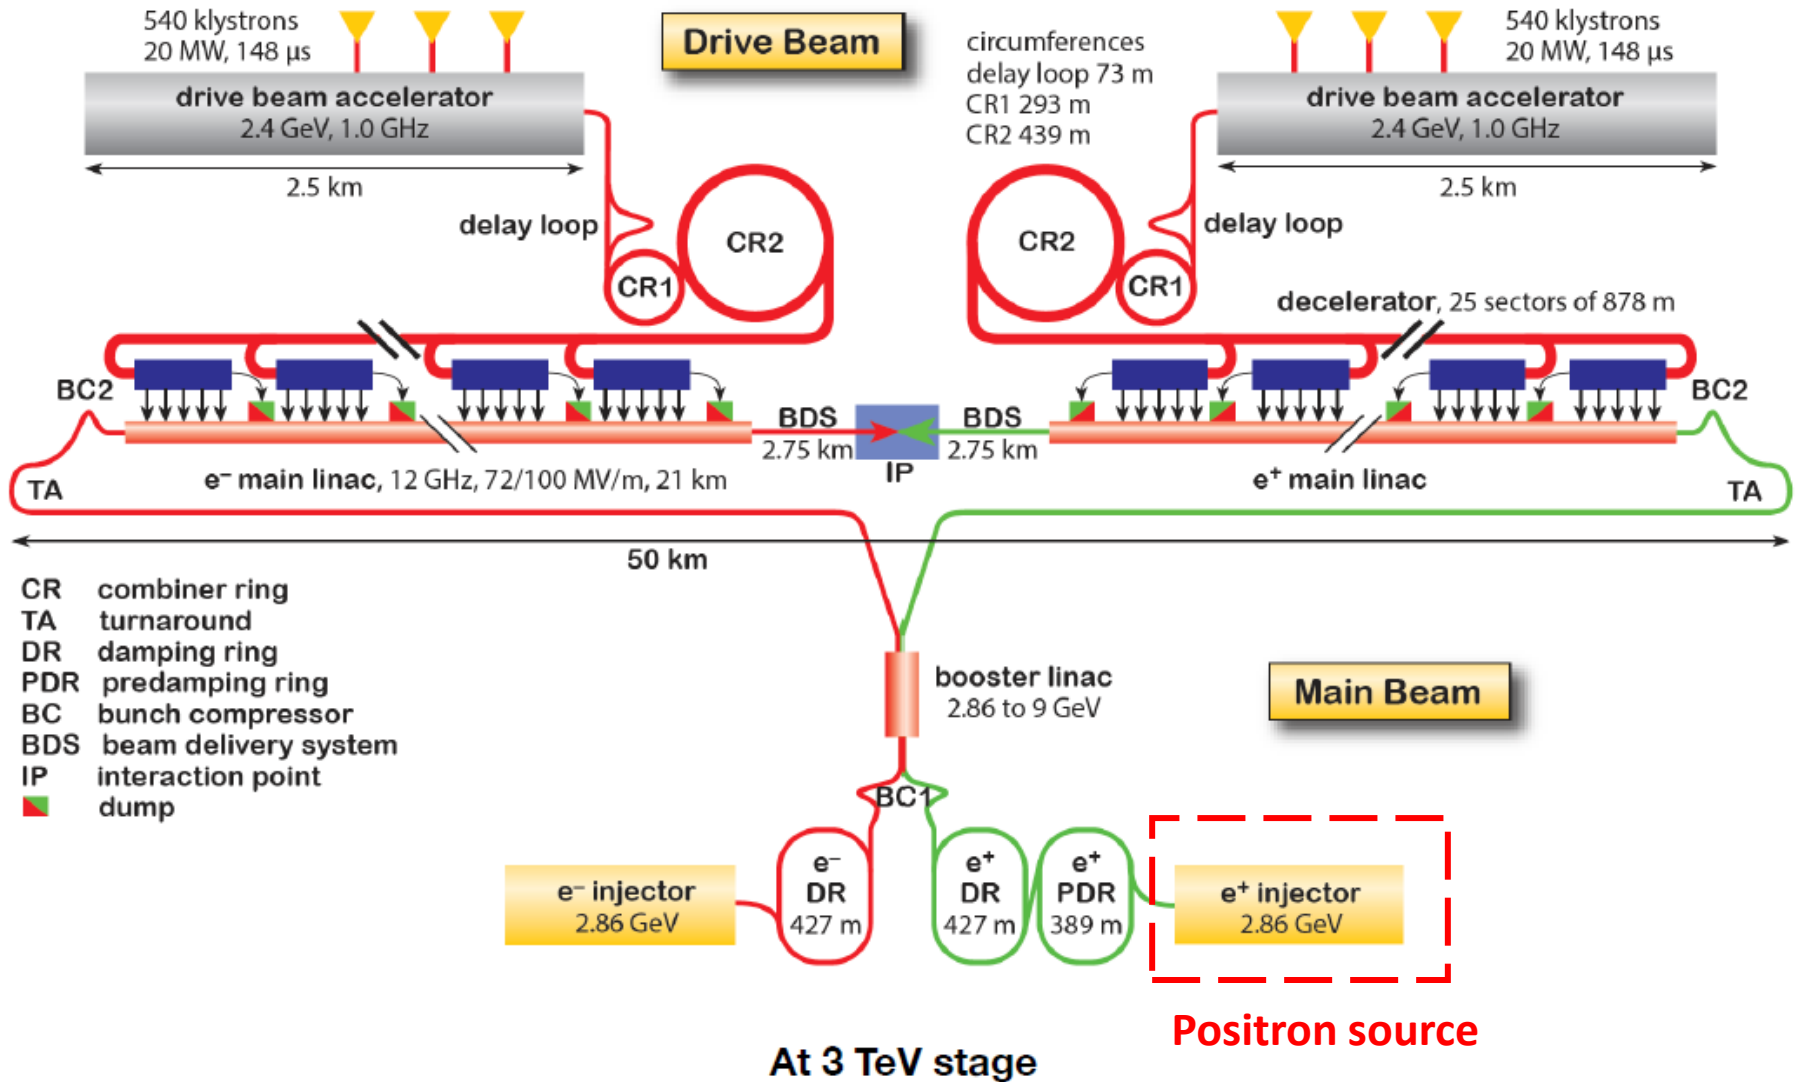 540 klystrons
20 MW, 148 µs
Drive Beam
circumferences
delay loop 73 m
CR1 293 m
CR2 439 m
540 klystrons
20 MW, 148 µs
drive beam accelerator
2.4 GeV, 1.0 GHz
drive beam accelerator
2.4 GeV, 1.0 GHz
2.5 km
2.5 km
delay loop
CR2
CR1
CR2
CR1
delay loop
decelerator, 25 sectors of 878 m
BC2
BC2
BDS
2.75 km
IP
BDS
2.75 km
TA
e⁻ main linac, 12 GHz, 72/100 MV/m, 21 km
e⁺ main linac
TA
50 km
CR combiner ring
TA turnaround
DR damping ring
PDR predamping ring
BC bunch compressor
BDS beam delivery system
IP interaction point
dump
booster linac
2.86 to 9 GeV
Main Beam
BC1
e⁻ injector
2.86 GeV
e⁻
DR
427 m
e⁺
DR
427 m
e⁺
PDR
389 m
e⁺ injector
2.86 GeV
Positron source
At 3 TeV stage